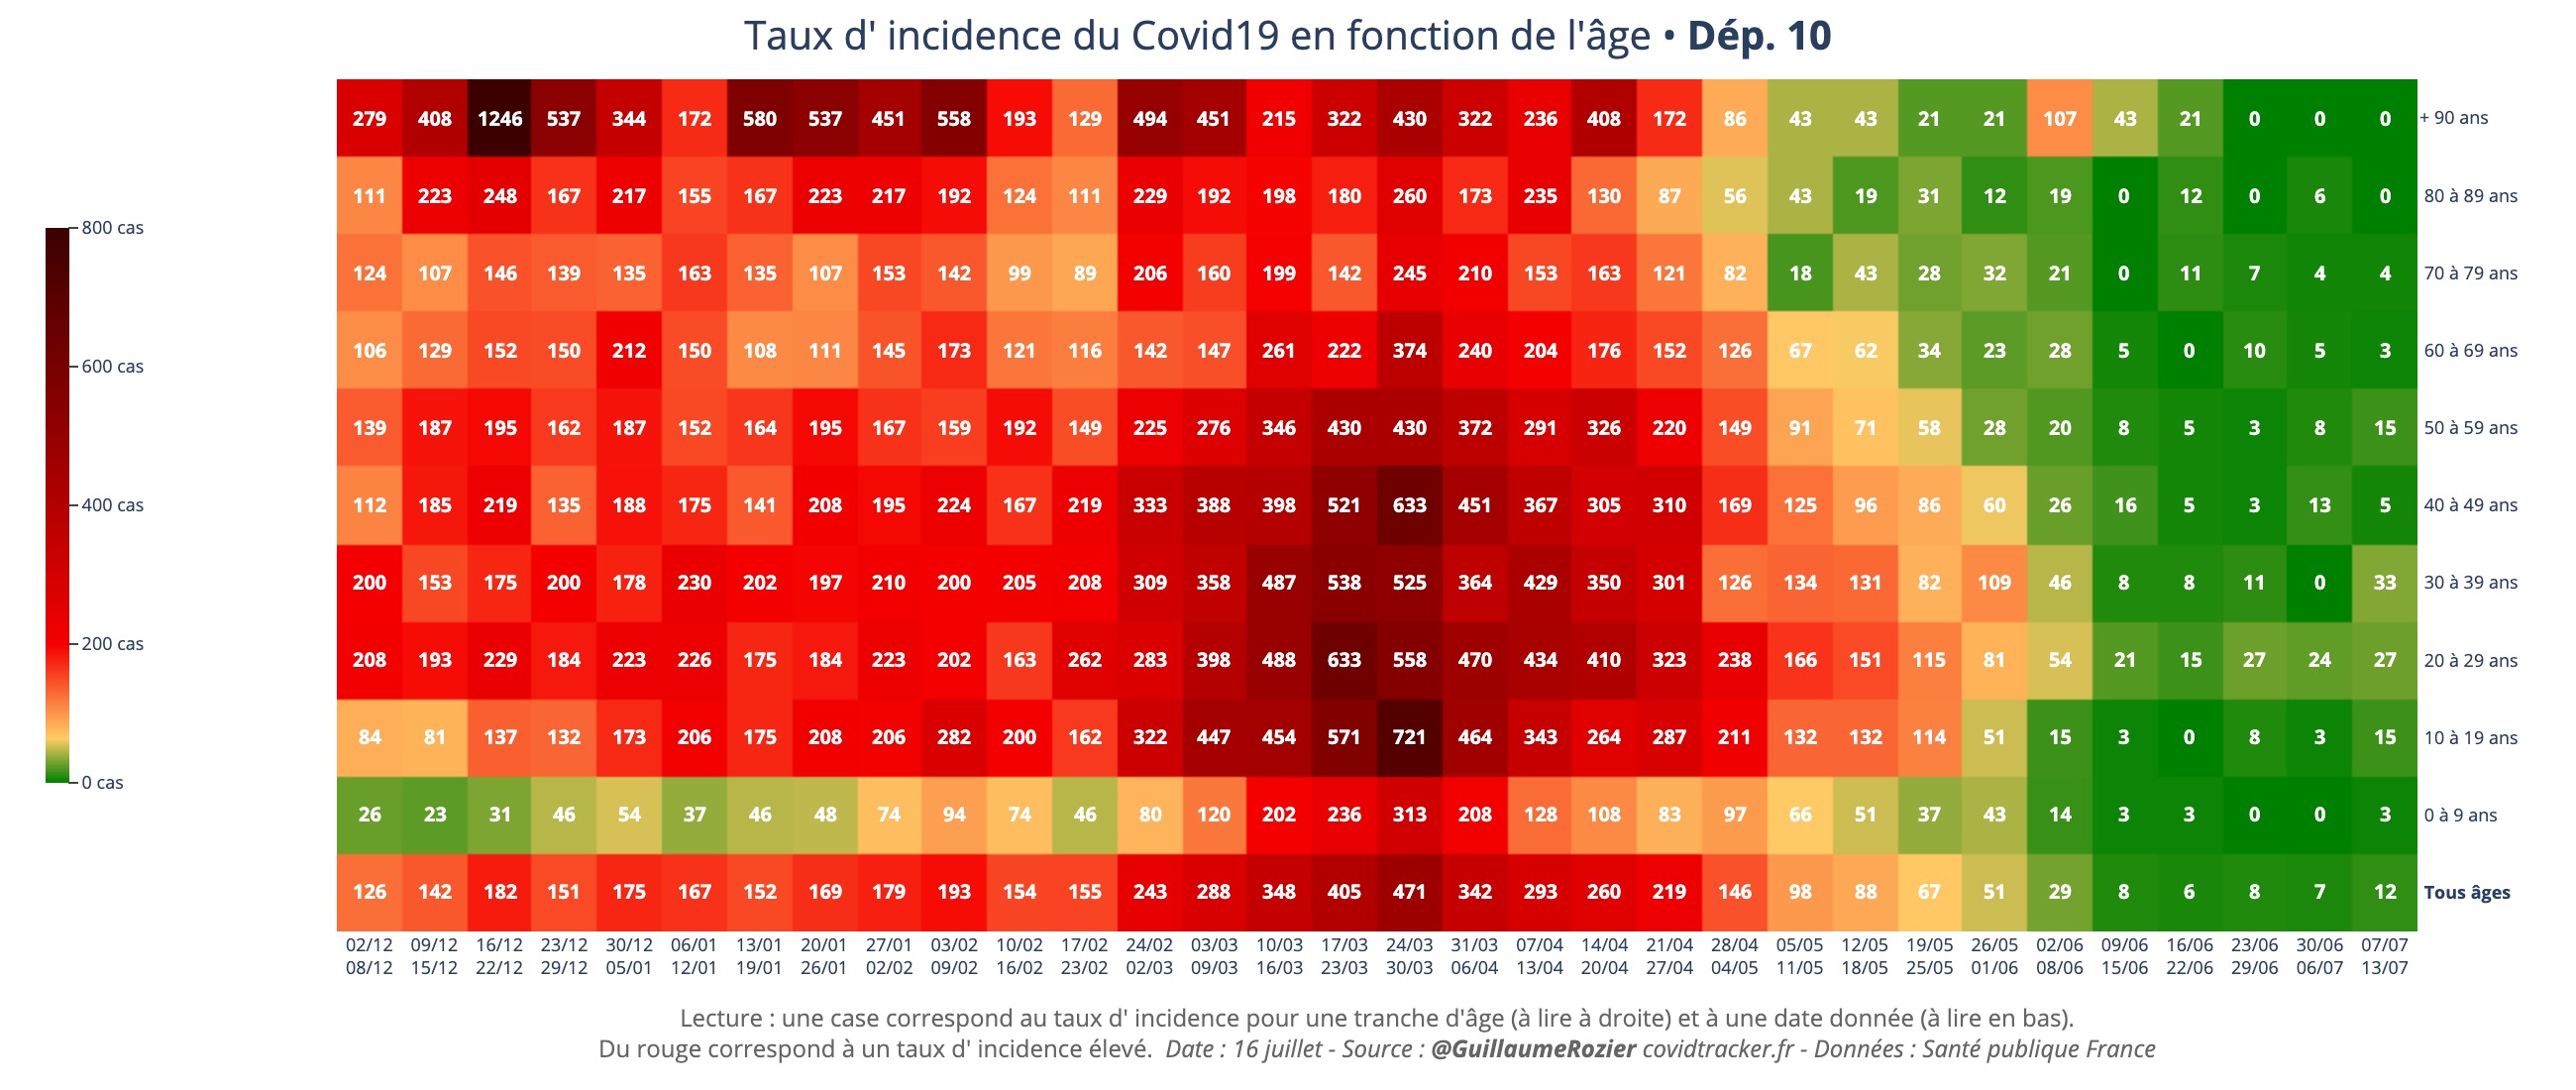 Taux d' incidence du Covid19 en fonction de l'âge • Dép. 10
279 408 1246 537 344 172 580 537 451 558 193 129 494 451 215 322 430 322 236 408 172 86 43 43 21 21 107 43 21 0 0 0 + 90 ans
111 223 248 167 217 155 167 223 217 192 124 111 229 192 198 180 260 173 235 130 87 56 43 19 31 12 19 0 12 0 6 0 80 à 89 ans
800 cas
124 107 146 139 135 163 135 107 153 142 99 89 206 160 199 142 245 210 153 163 121 82 18 43 28 32 21 0 11 7 4 4 70 à 79 ans
106 129 152 150 212 150 108 111 145 173 121 116 142 147 261 222 374 240 204 176 152 126 67 62 34 23 28 5 0 10 5 3 60 à 69 ans
600 cas
139 187 195 162 187 152 164 195 167 159 192 149 225 276 346 430 430 372 291 326 220 149 91 71 58 28 20 8 5 3 8 15 50 à 59 ans
400 cas
112 185 219 135 188 175 141 208 195 224 167 219 333 388 398 521 633 451 367 305 310 169 125 96 86 60 26 16 5 3 13 5 40 à 49 ans
200 153 175 200 178 230 202 197 210 200 205 208 309 358 487 538 525 364 429 350 301 126 134 131 82 109 46 8 8 11 0 33 30 à 39 ans
200 cas
208 193 229 184 223 226 175 184 223 202 163 262 283 398 488 633 558 470 434 410 323 238 166 151 115 81 54 21 15 27 24 27 20 à 29 ans
84 81 137 132 173 206 175 208 206 282 200 162 322 447 454 571 721 464 343 264 287 211 132 132 114 51 15 3 0 8 3 15 10 à 19 ans
0 cas
26 23 31 46 54 37 46 48 74 94 74 46 80 120 202 236 313 208 128 108 83 97 66 51 37 43 14 3 3 0 0 3 0 à 9 ans
126 142 182 151 175 167 152 169 179 193 154 155 243 288 348 405 471 342 293 260 219 146 98 88 67 51 29 8 6 8 7 12 Tous âges
02/12 09/12 16/12 23/12 30/12 06/01 13/01 20/01 27/01 03/02 10/02 17/02 24/02 03/03 10/03 17/03 24/03 31/03 07/04 14/04 21/04 28/04 05/05 12/05 19/05 26/05 02/06 09/06 16/06 23/06 30/06 07/07
08/12 15/12 22/12 29/12 05/01 12/01 19/01 26/01 02/02 09/02 16/02 23/02 02/03 09/03 16/03 23/03 30/03 06/04 13/04 20/04 27/04 04/05 11/05 18/05 25/05 01/06 08/06 15/06 22/06 29/06 06/07 13/07
Lecture : une case correspond au taux d' incidence pour une tranche d'âge (à lire à droite) et à une date donnée (à lire en bas).
Du rouge correspond à un taux d' incidence élevé. Date : 16 juillet - Source : @GuillaumeRozier covidtracker.fr - Données : Santé publique France